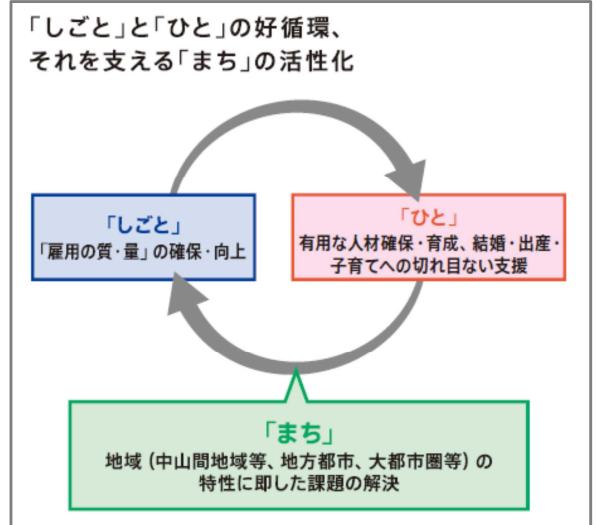 「しごと」と「ひと」の好循環、
それを支える「まち」の活性化
「しごと」
「雇用の質・量」の確保・向上
「ひと」
有用な人材確保・育成、結婚・出産・
子育てへの切れ目ない支援
「まち」
地域（中山間地域等、地方都市、大都市圏等）の
特性に即した課題の解決